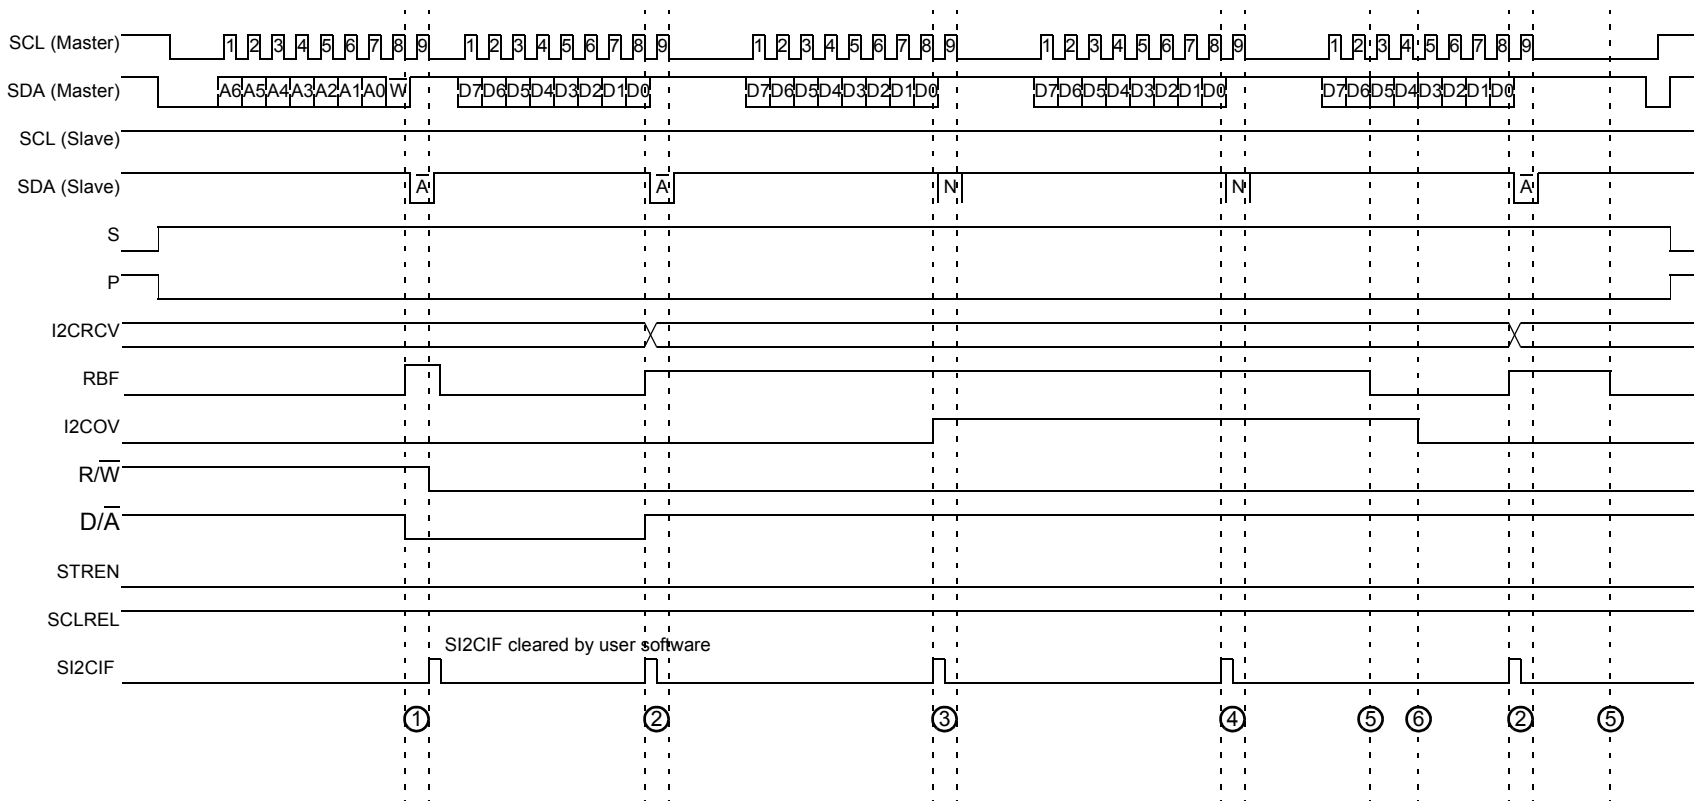 SCL (Master) 1 2 3 4 5 6 7 8 9 1 2 3 4 5 6 7 8 9 1 2 3 4 5 6 7 8 9 1 2 3 4 5 6 7 8 9 1 2 3 4 5 6 7 8 9
SDA (Master) A6 A5 A4 A3 A2 A1 A0 W̅ D7 D6 D5 D4 D3 D2 D1 D0 D7 D6 D5 D4 D3 D2 D1 D0 D7 D6 D5 D4 D3 D2 D1 D0 D7 D6 D5 D4 D3 D2 D1 D0
SCL (Slave)
SDA (Slave) A̅ A̅ N N A̅
S
P
I2CRCV
RBF
I2COV
R/W̅
D/A̅
STREN
SCLREL
SI2CIF cleared by user software
SI2CIF
① ② ③ ④ ⑤ ⑥ ② ⑤